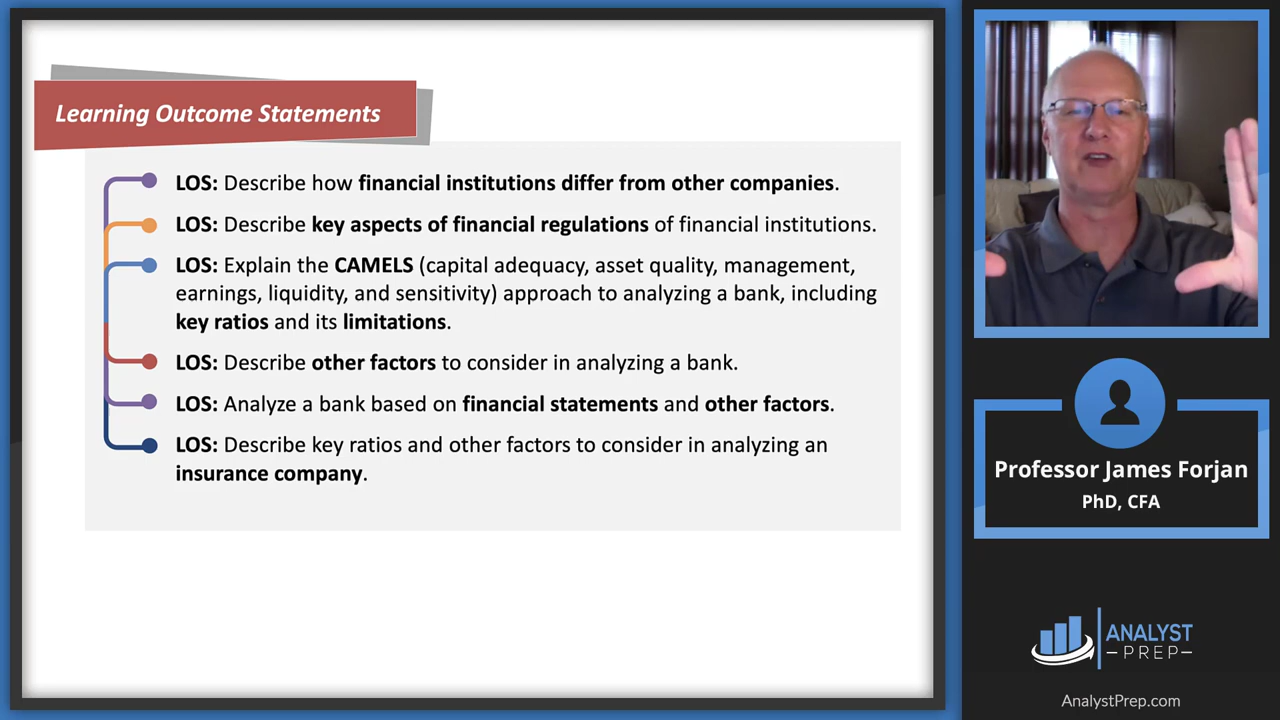 Learning Outcome Statements
LOS: Describe how financial institutions differ from other companies.
LOS: Describe key aspects of financial regulations of financial institutions.
LOS: Explain the CAMELS (capital adequacy, asset quality, management,
earnings, liquidity, and sensitivity) approach to analyzing a bank, including
key ratios and its limitations.
LOS: Describe other factors to consider in analyzing a bank.
LOS: Analyze a bank based on financial statements and other factors.
LOS: Describe key ratios and other factors to consider in analyzing an
insurance company.
Professor James Forjan
PhD, CFA
ANALYST
PREP
AnalystPrep.com